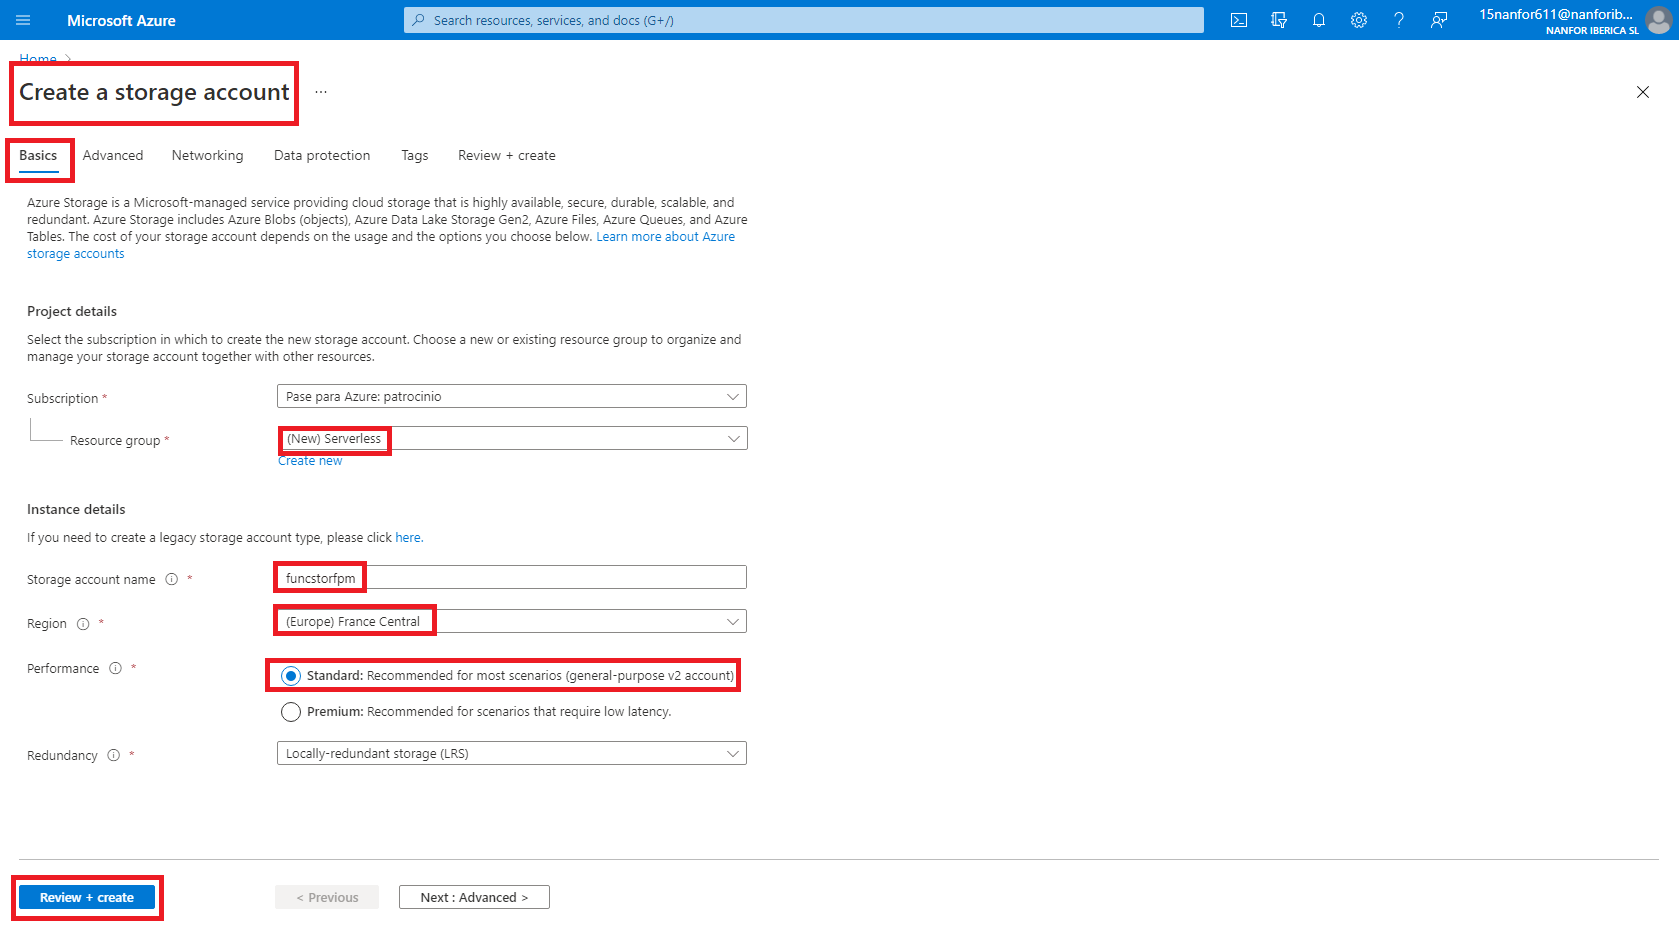 Microsoft Azure
Search resources, services, and docs (G+/)
15nanfor611@nanforib...
NANFOR IBERICA SL
Home
Create a storage account
...
Basics
Advanced
Networking
Data protection
Tags
Review + create
Azure Storage is a Microsoft-managed service providing cloud storage that is highly available, secure, durable, scalable, and
redundant. Azure Storage includes Azure Blobs (objects), Azure Data Lake Storage Gen2, Azure Files, Azure Queues, and Azure
Tables. The cost of your storage account depends on the usage and the options you choose below. Learn more about Azure
storage accounts
Project details
Select the subscription in which to create the new storage account. Choose a new or existing resource group to organize and
manage your storage account together with other resources.
Subscription *
Pase para Azure: patrocinio
Resource group *
(New) Serverless
Create new
Instance details
If you need to create a legacy storage account type, please click here.
Storage account name *
funcstorfpm
Region *
(Europe) France Central
Performance *
Standard: Recommended for most scenarios (general-purpose v2 account)
Premium: Recommended for scenarios that require low latency.
Redundancy *
Locally-redundant storage (LRS)
Review + create
< Previous
Next : Advanced >